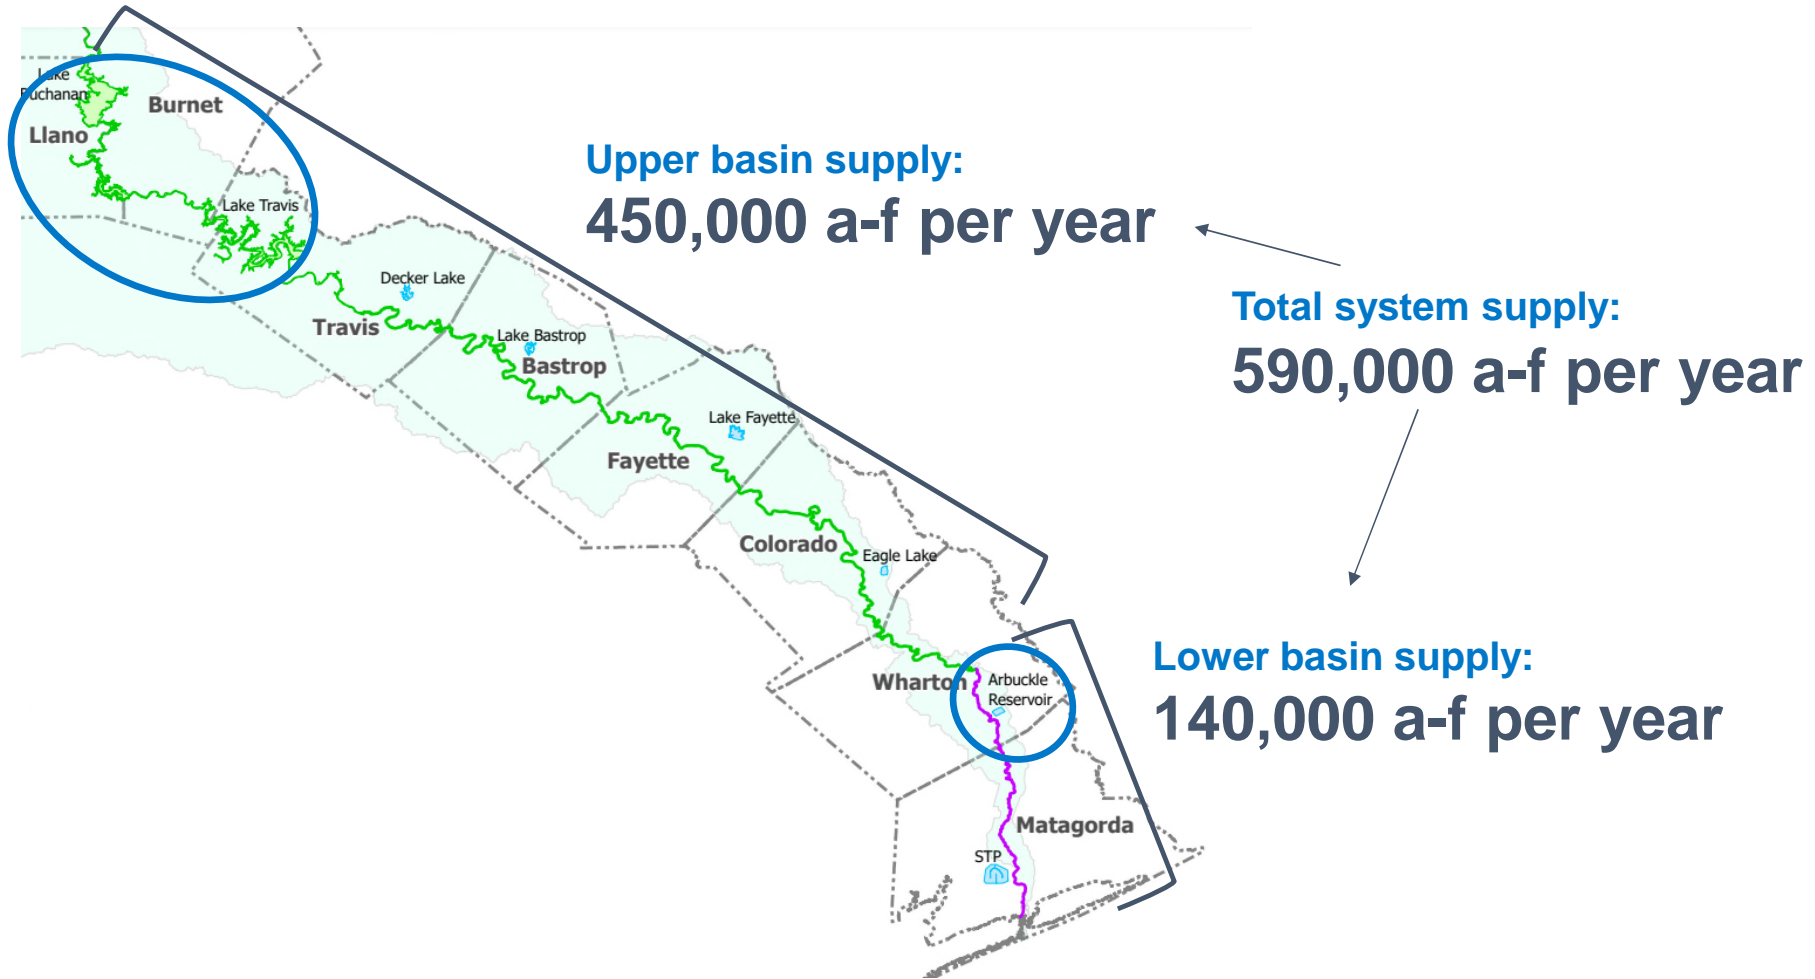 Lake
Buchanan
Burnet
Llano
Lake Travis
Upper basin supply:
450,000 a-f per year
Decker Lake
Travis
Lake Bastrop
Bastrop
Total system supply:
590,000 a-f per year
Lake Fayette
Fayette
Colorado
Eagle Lake
Wharton
Arbuckle
Reservoir
Lower basin supply:
140,000 a-f per year
Matagorda
STP